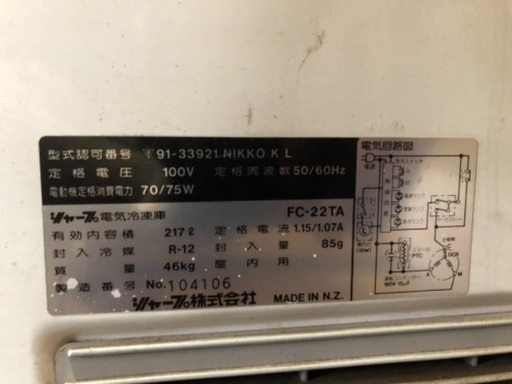 型式認可番号 〒91-33921 NIKKO K L
定格電圧 100V 定格周波数 50/60Hz
電動機定格消費電力 70/75W
シャープ電気冷凍庫 FC-22TA
有効内容積 217ℓ 定格電流 1.15/1.07A
封入冷媒 R-12 封入量 85g
質量 46kg 屋内用
製造番号 No.104106
シャープ株式会社 MADE IN N.Z.
電気回路図
PTC